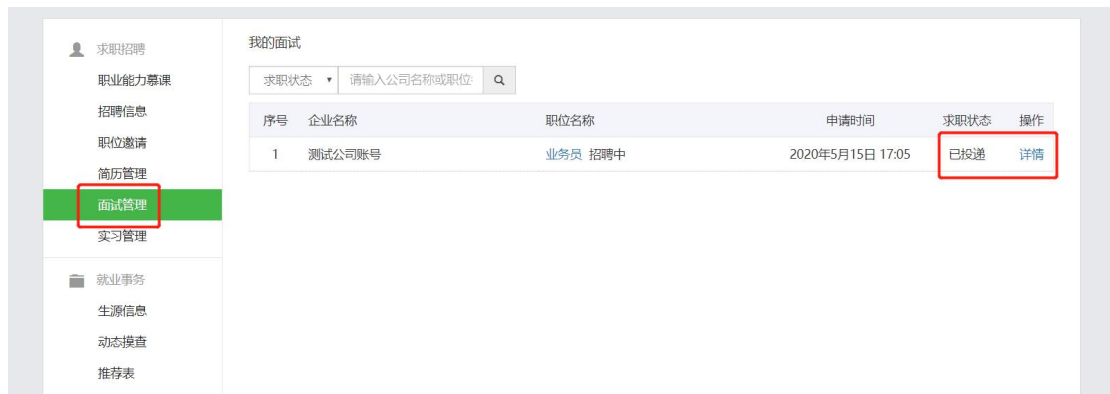 求职招聘
职业能力慕课
招聘信息
职位邀请
简历管理
面试管理
实习管理
就业事务
生源信息
动态摸查
推荐表
我的面试
求职状态 请输入公司名称或职位
序号 企业名称 职位名称 申请时间 求职状态 操作
1 测试公司账号 业务员 招聘中 2020年5月15日 17:05 已投递 详情